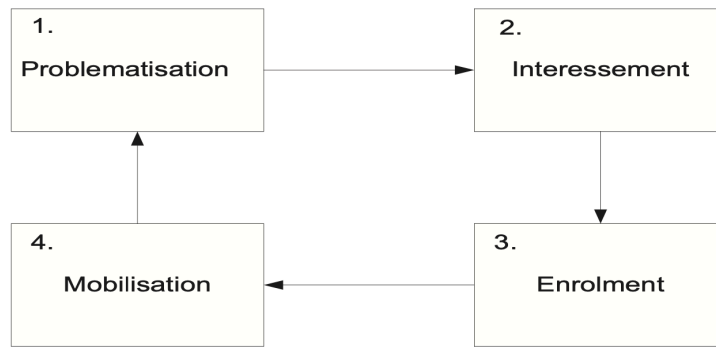 1.
Problematisation
2.
Interessement
3.
Enrolment
4.
Mobilisation